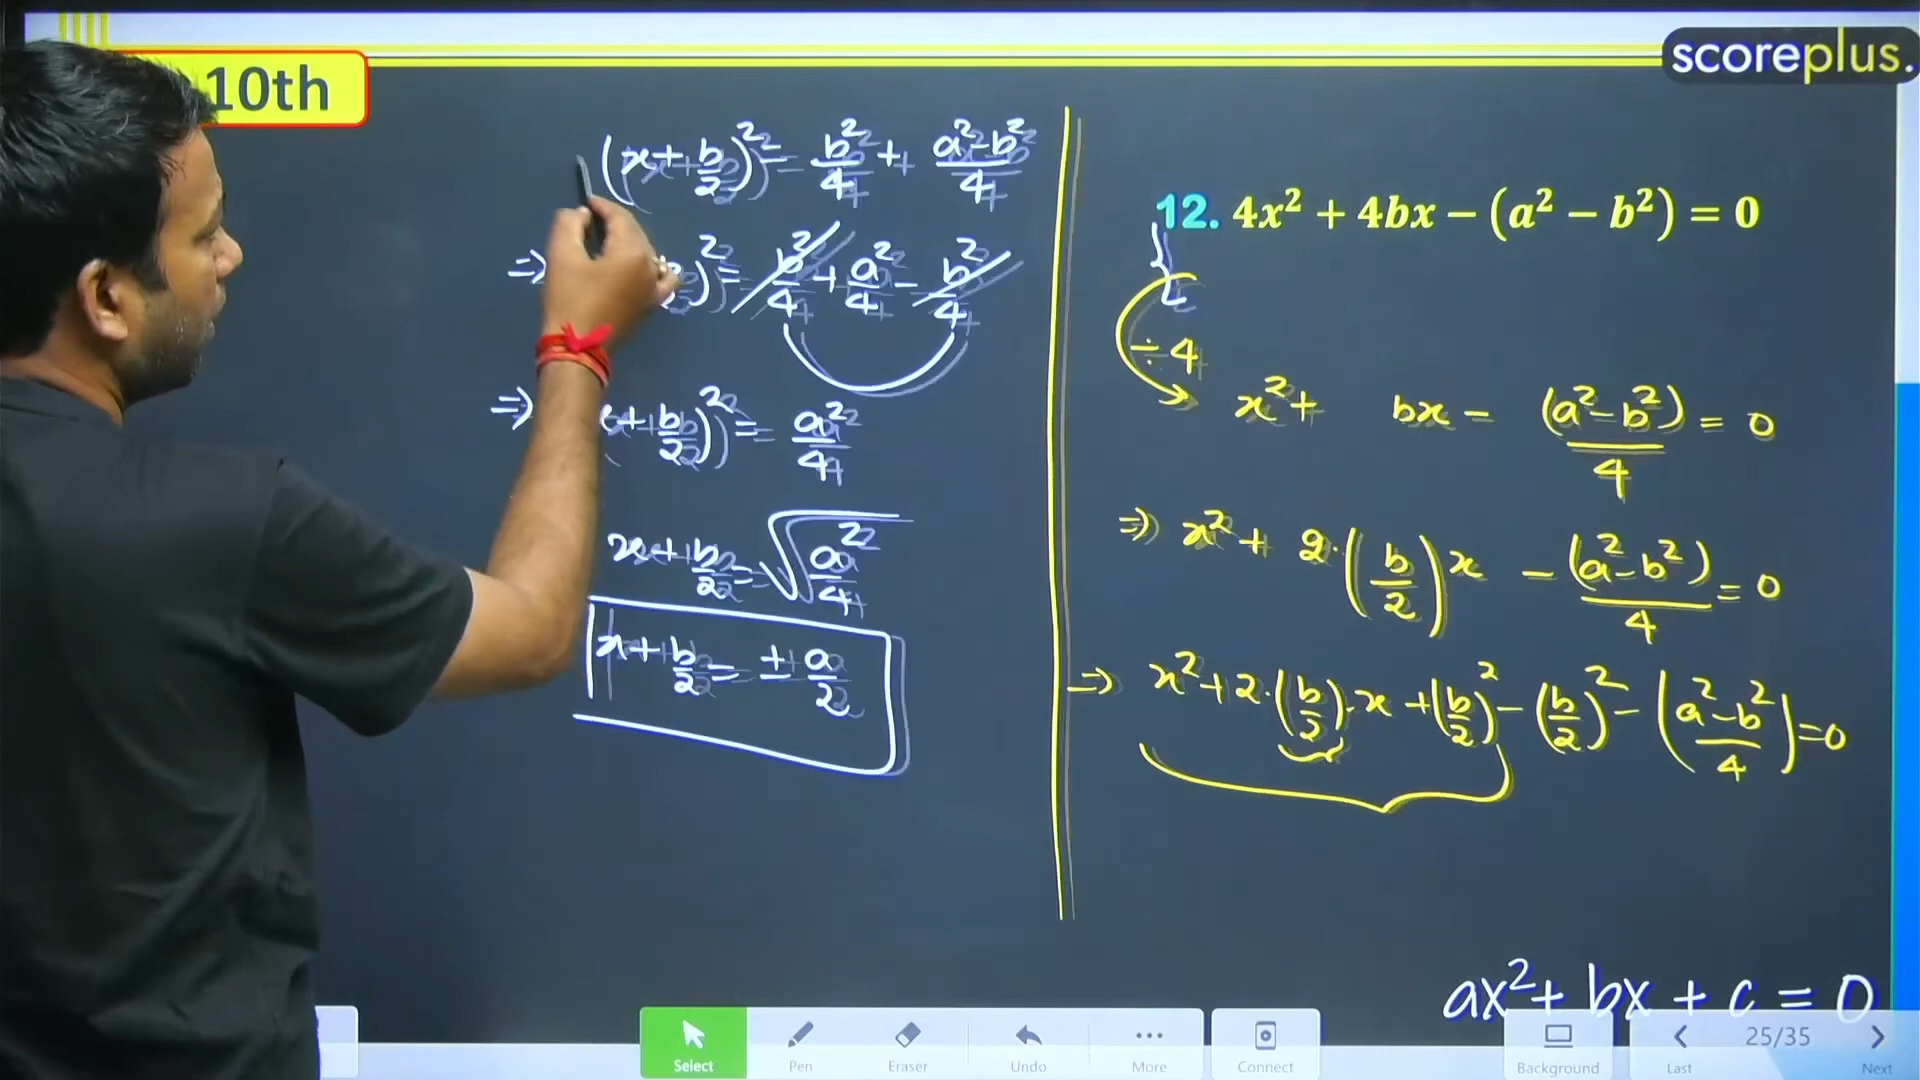 10th
scoreplus.
(x + b/2)² = b²/4 + (a² - b²)/4
⇒ )² = b²/4 + a²/4 - b²/4
⇒ + b/2)² = a²/4
x + b/2 = √(a²/4)
x + b/2 = ± a/2
12. 4x² + 4bx − (a² − b²) = 0
÷ 4
x² + bx - (a² - b²)/4 = 0
⇒ x² + 2·(b/2)x - (a² - b²)/4 = 0
⇒ x² + 2·(b/2)·x + (b/2)² - (b/2)² - ((a² - b²)/4) = 0
ax² + bx + c = 0
Select Pen Eraser Undo More Connect Background Last 25/35 Next